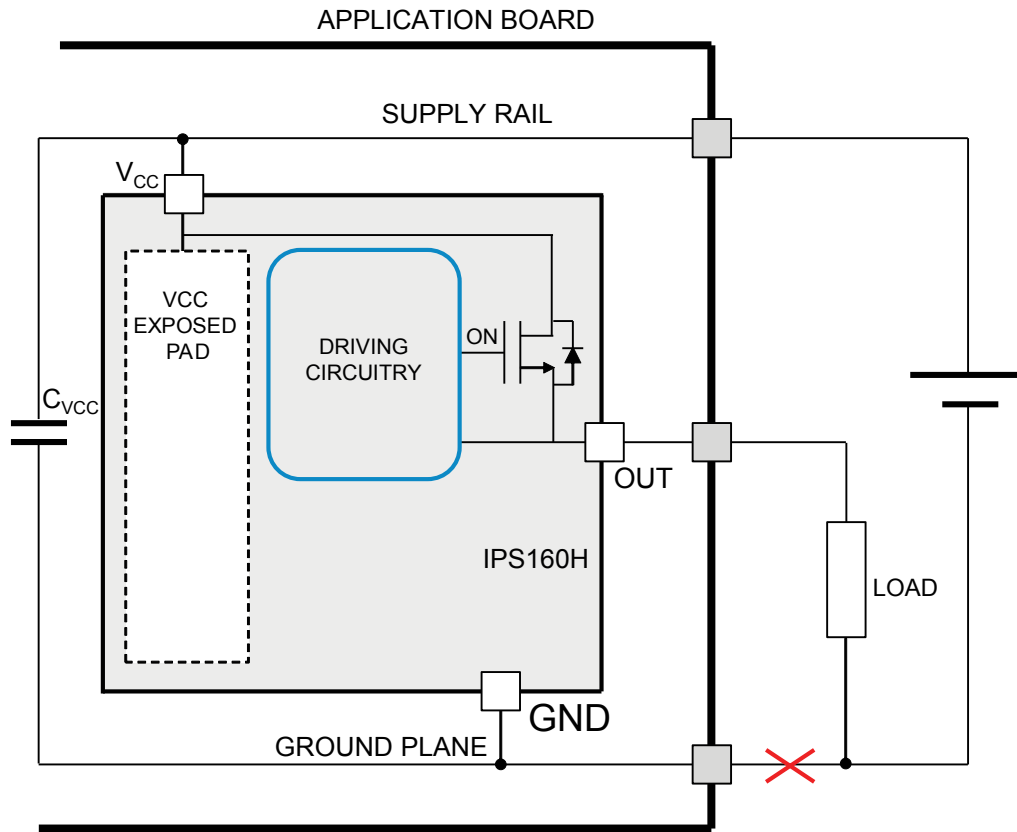 APPLICATION BOARD
SUPPLY RAIL
VCC
VCC
EXPOSED
PAD
DRIVING
CIRCUITRY
ON
CVCC
OUT
IPS160H
LOAD
GND
GROUND PLANE